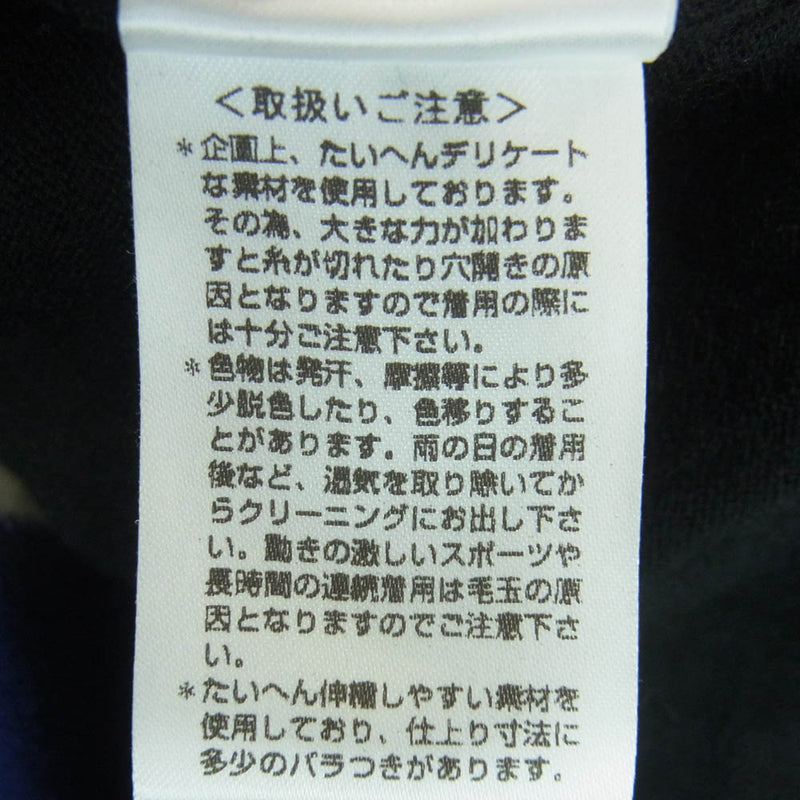 ＜取扱いご注意＞
＊企画上、たいへんデリケート
な素材を使用しております。
その為、大きな力が加わりま
すと糸が切れたり穴開きの原
因となりますので着用の際に
は十分ご注意下さい。
＊色物は発汗、摩擦等により多
少脱色したり、色移りするこ
とがあります。雨の日の着用
後など、湿気を取り除いてか
らクリーニングにお出し下さ
い。動きの激しいスポーツや
長時間の連続着用は毛玉の原
因となりますのでご注意下さ
い。
＊たいへん伸縮しやすい素材を
使用しており、仕上り寸法に
多少のバラつきがあります。